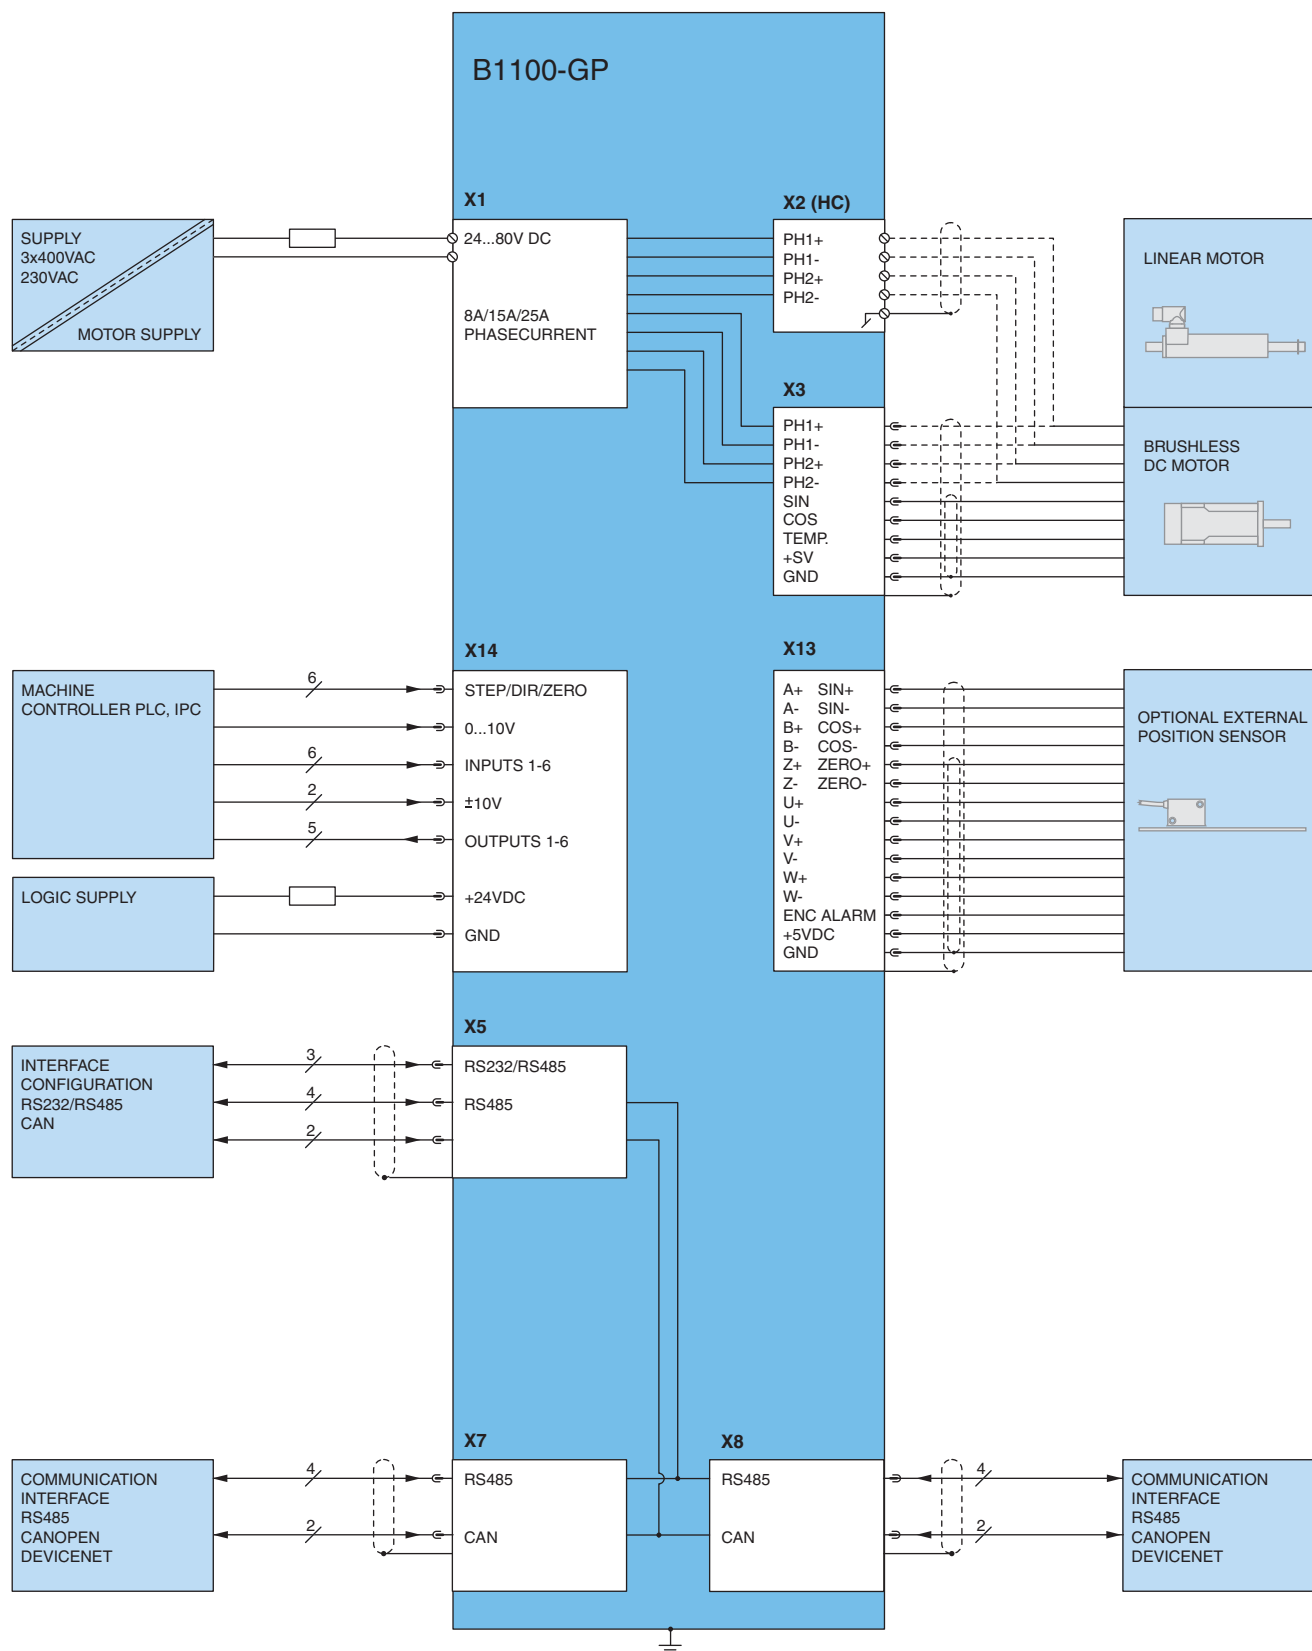 B1100-GP
X1
X2 (HC)
SUPPLY
3x400VAC
230VAC
MOTOR SUPPLY
24...80V DC
8A/15A/25A
PHASECURRENT
PH1+
PH1-
PH2+
PH2-
LINEAR MOTOR
X3
PH1+
PH1-
PH2+
PH2-
SIN
COS
TEMP.
+SV
GND
BRUSHLESS
DC MOTOR
X14
MACHINE
CONTROLLER PLC, IPC
6
6
2
5
STEP/DIR/ZERO
0...10V
INPUTS 1-6
±10V
OUTPUTS 1-6
LOGIC SUPPLY
+24VDC
GND
X13
A+ SIN+
A- SIN-
B+ COS+
B- COS-
Z+ ZERO+
Z- ZERO-
U+
U-
V+
V-
W+
W-
ENC ALARM
+5VDC
GND
OPTIONAL EXTERNAL
POSITION SENSOR
X5
INTERFACE
CONFIGURATION
RS232/RS485
CAN
3
4
2
RS232/RS485
RS485
X7
COMMUNICATION
INTERFACE
RS485
CANOPEN
DEVICENET
4
2
RS485
CAN
X8
RS485
CAN
4
2
COMMUNICATION
INTERFACE
RS485
CANOPEN
DEVICENET